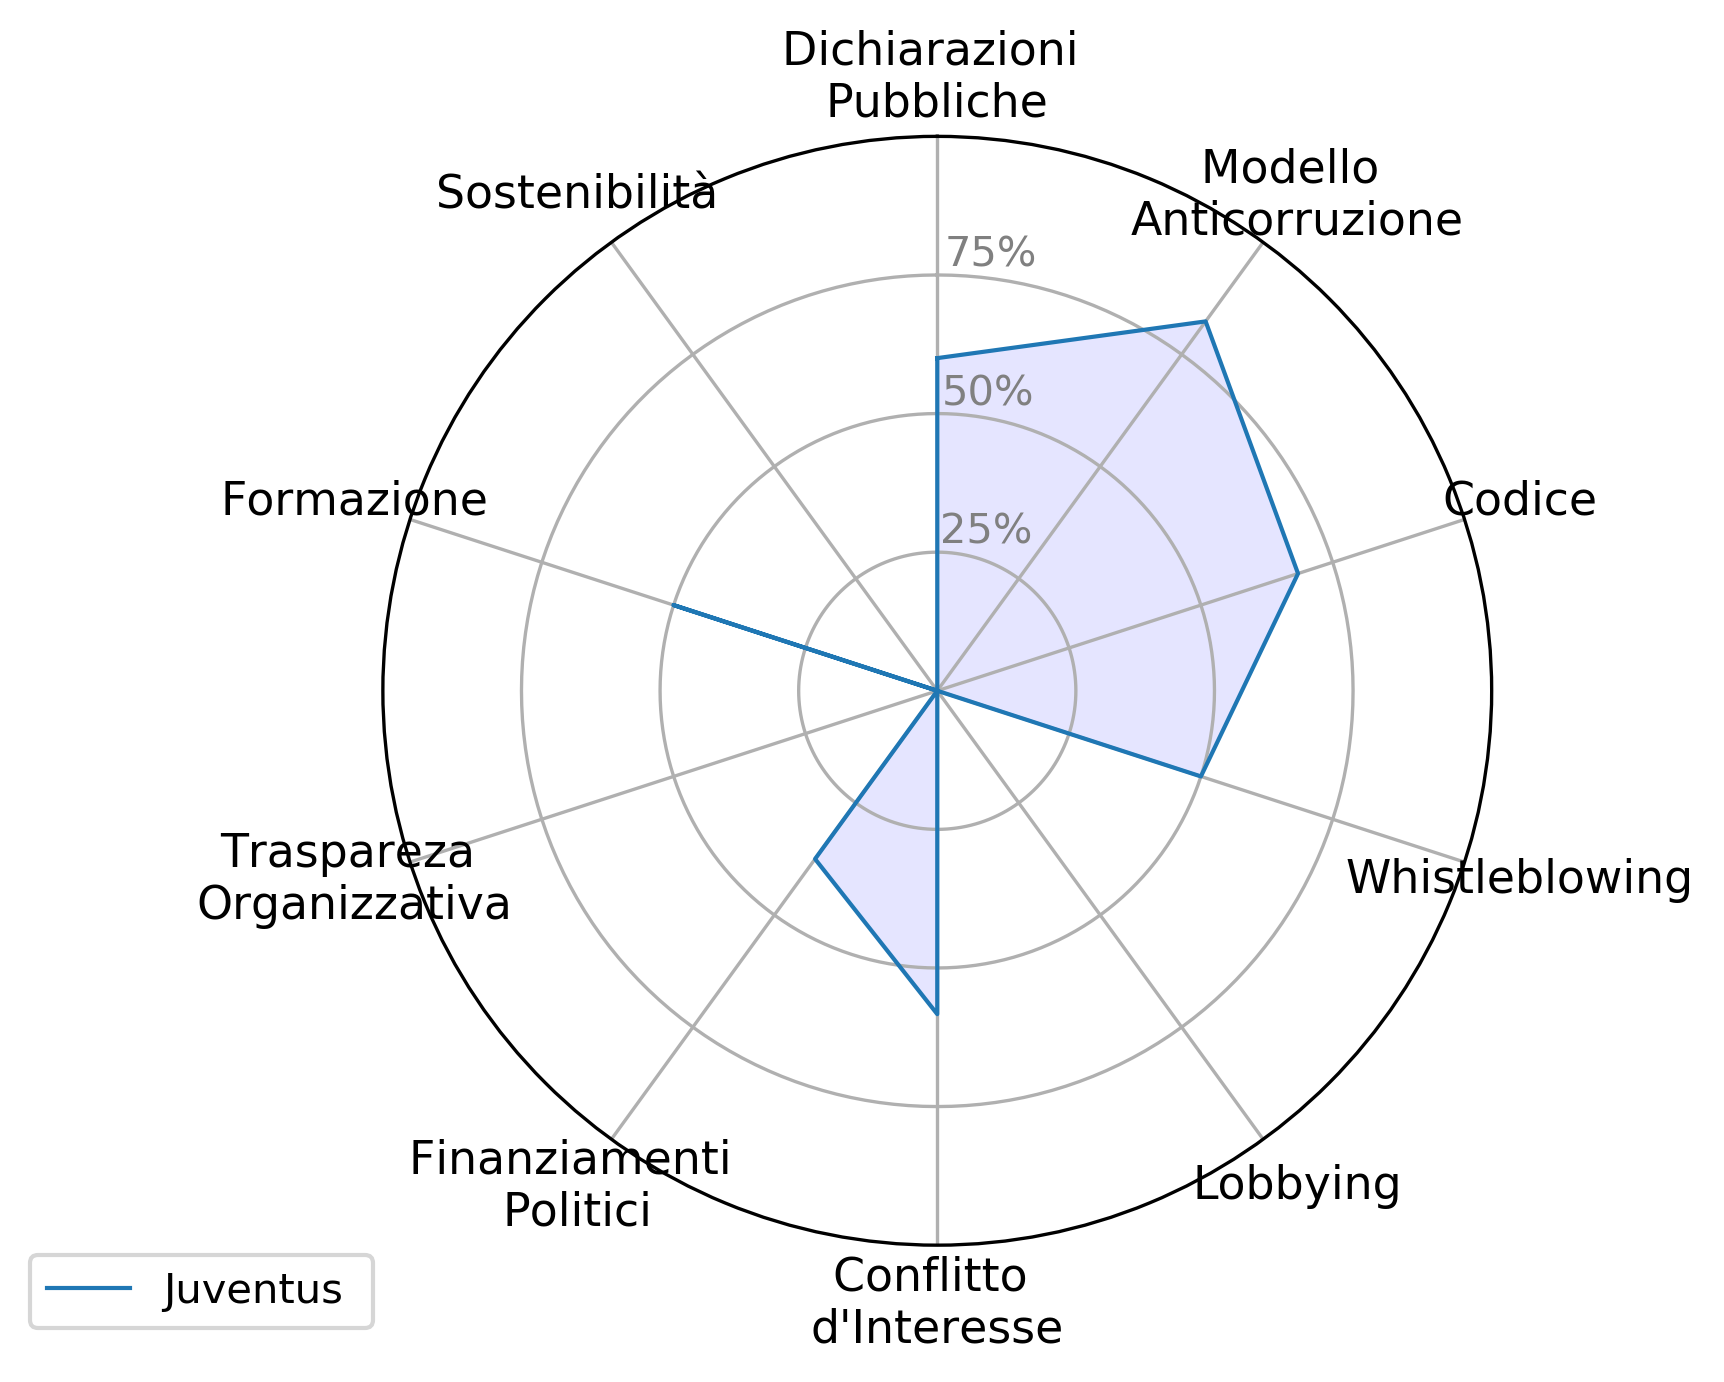 Dichiarazioni
Pubbliche
Modello
Anticorruzione
Sostenibilità
75%
50%
25%
Formazione
Codice
Traspareza
Organizzativa
Whistleblowing
Finanziamenti
Politici
Lobbying
Conflitto
d'Interesse
Juventus